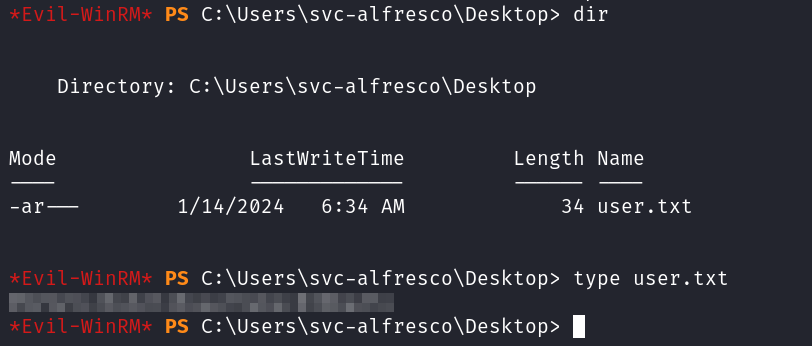 *Evil-WinRM* PS C:\Users\svc-alfresco\Desktop> dir
Directory: C:\Users\svc-alfresco\Desktop
Mode LastWriteTime Length Name
---- ------------- ------ ----
-ar--- 1/14/2024 6:34 AM 34 user.txt
*Evil-WinRM* PS C:\Users\svc-alfresco\Desktop> type user.txt
*Evil-WinRM* PS C:\Users\svc-alfresco\Desktop>